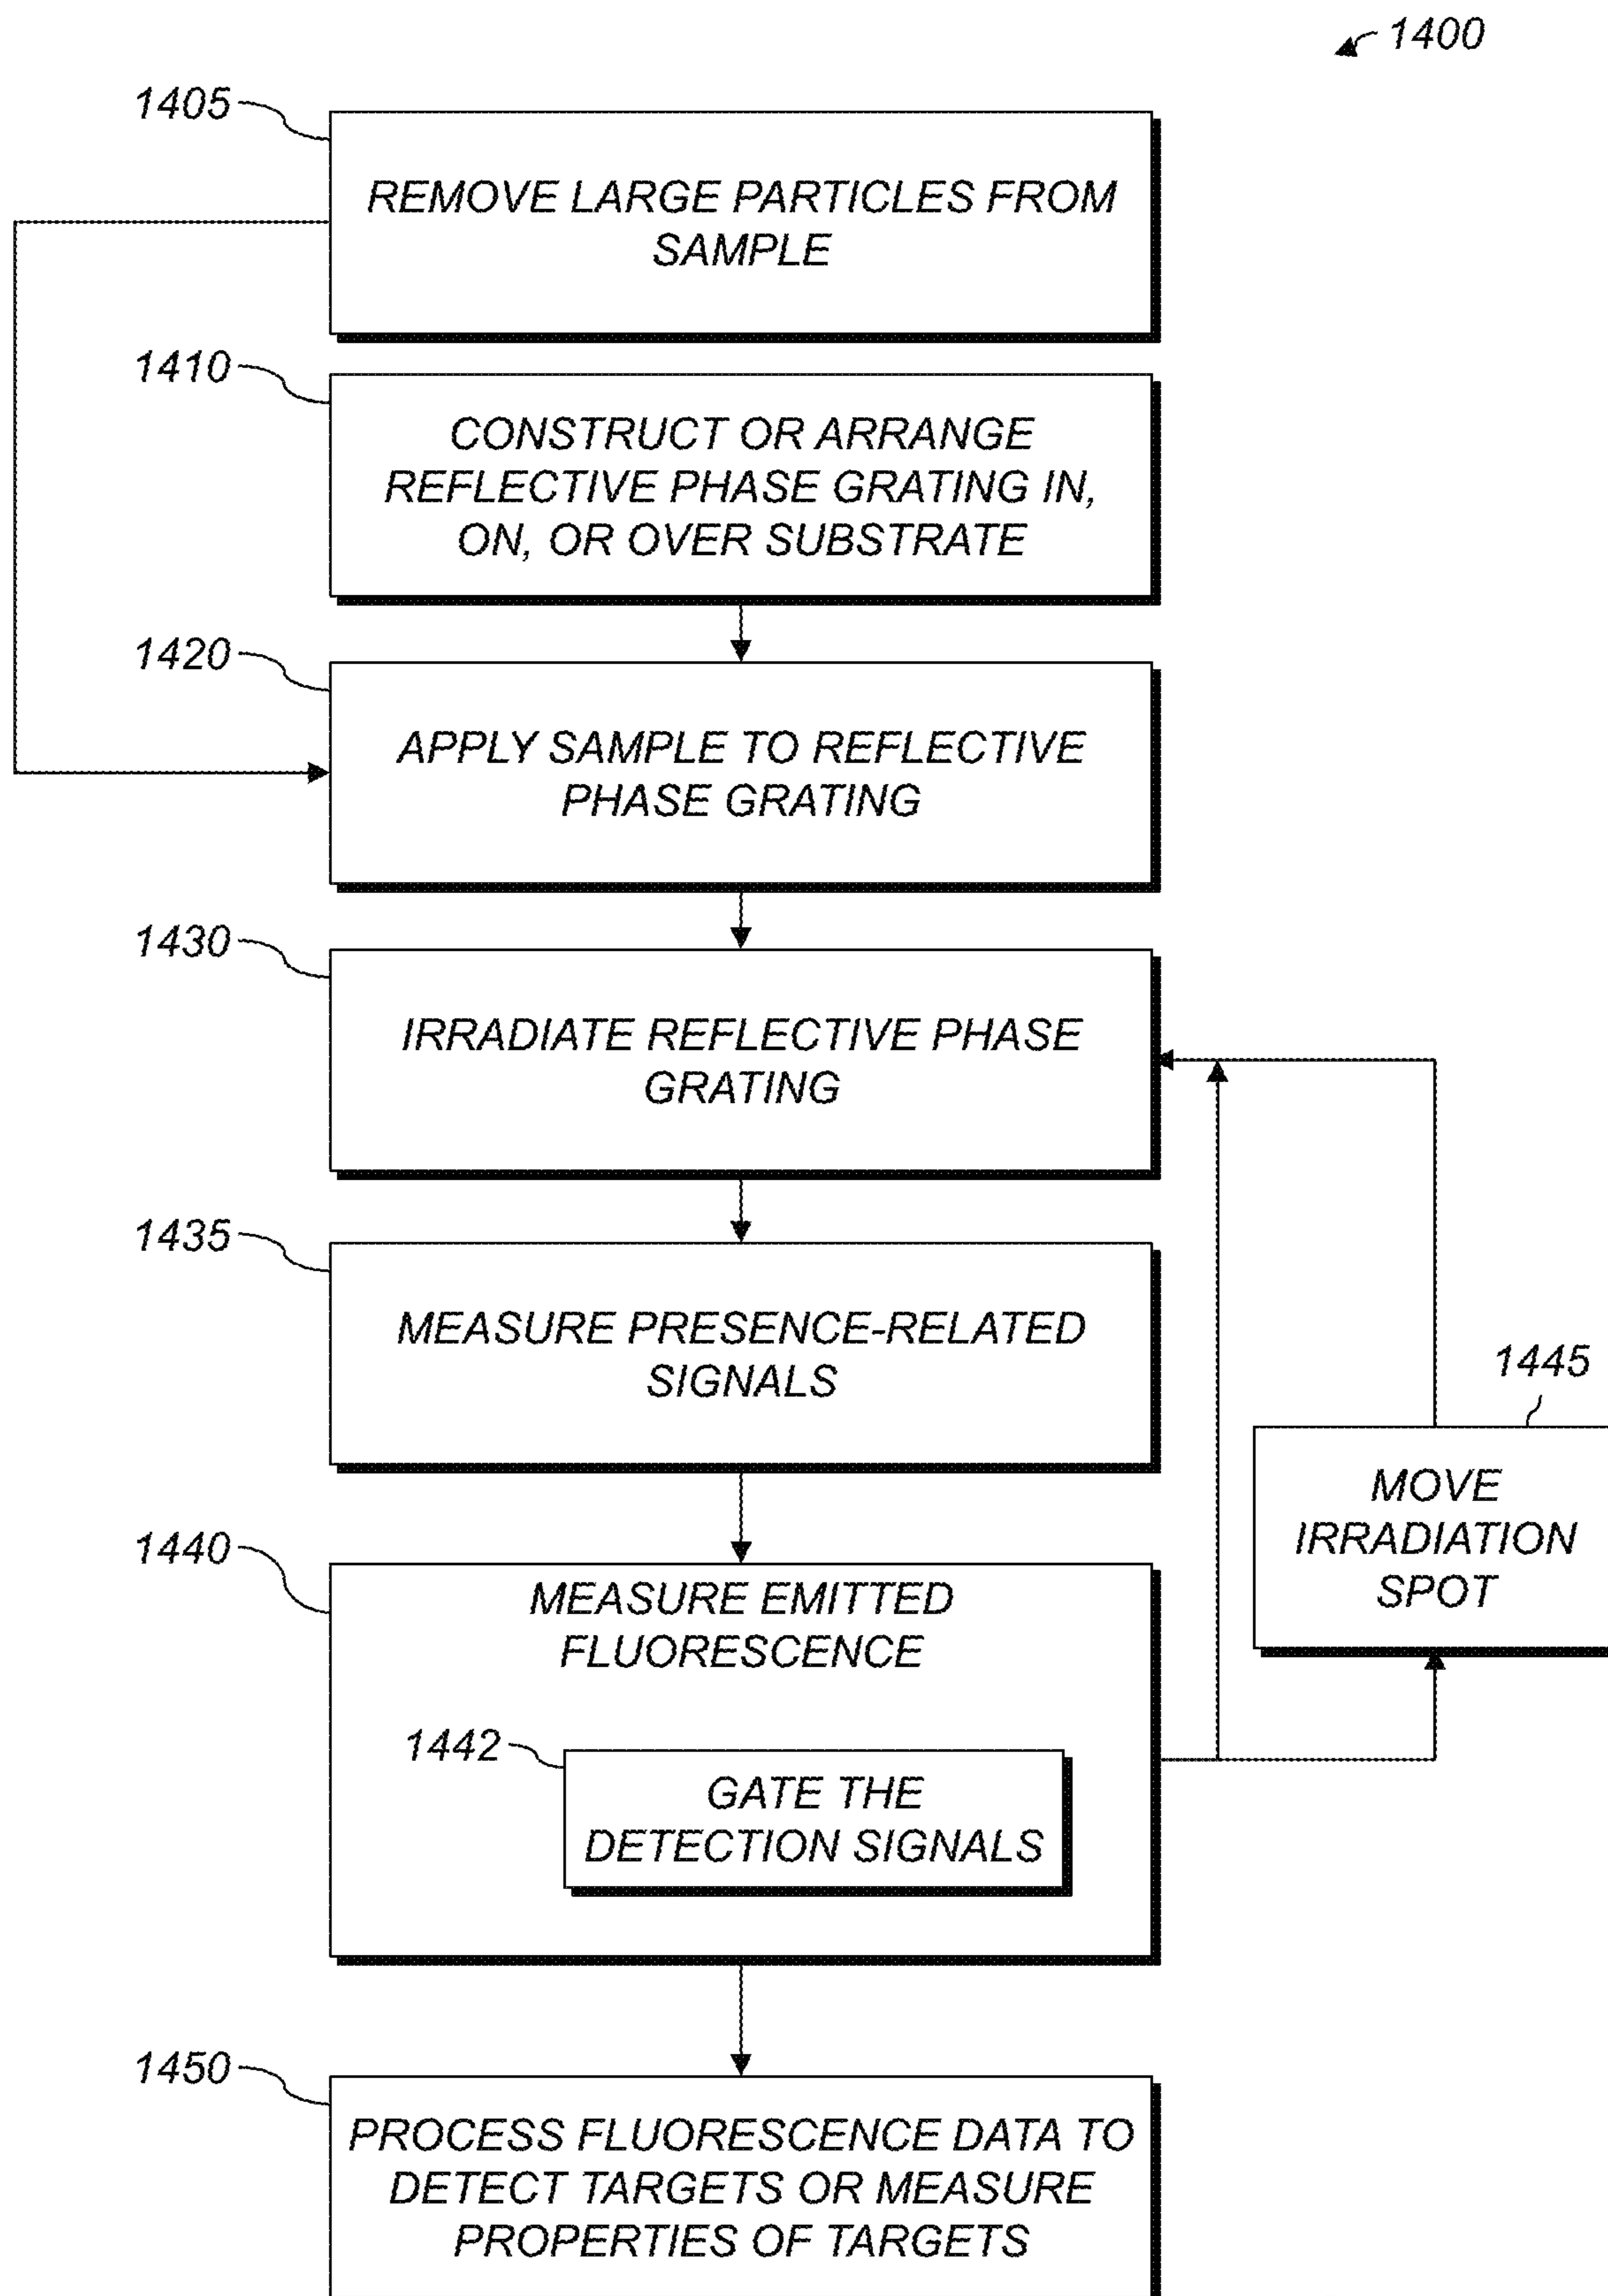 1400
1405
REMOVE LARGE PARTICLES FROM
SAMPLE
1410
CONSTRUCT OR ARRANGE
REFLECTIVE PHASE GRATING IN,
ON, OR OVER SUBSTRATE
1420
APPLY SAMPLE TO REFLECTIVE
PHASE GRATING
1430
IRRADIATE REFLECTIVE PHASE
GRATING
1435
MEASURE PRESENCE-RELATED
SIGNALS
1445
MOVE
IRRADIATION
SPOT
1440
MEASURE EMITTED
FLUORESCENCE
1442
GATE THE
DETECTION SIGNALS
1450
PROCESS FLUORESCENCE DATA TO
DETECT TARGETS OR MEASURE
PROPERTIES OF TARGETS